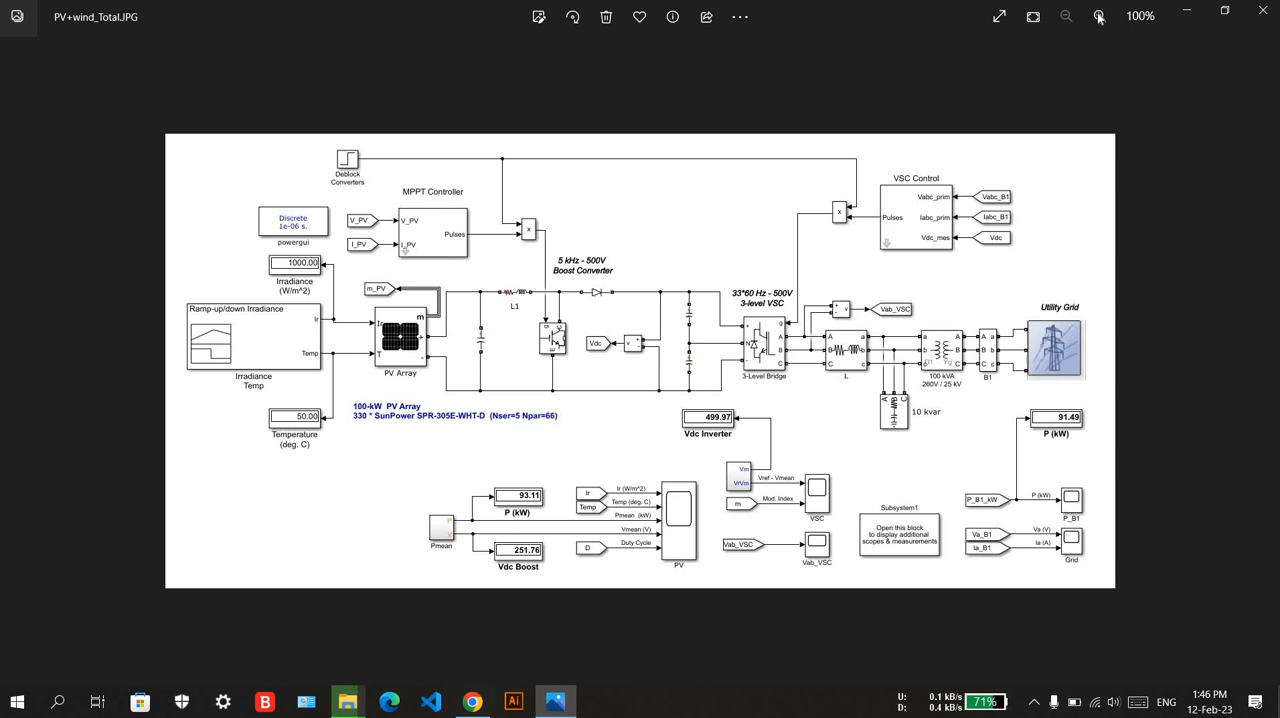 PV+wind_Total.JPG
100%
Deblock
Converters
MPPT Controller
V_PV
V_PV
I_PV
I_PV
Pulses
x
Discrete
1e-06 s.
powergui
1000.00
Irradiance
(W/m^2)
Ramp-up/down Irradiance
Ir
Temp
Irradiance
Temp
50.00
Temperature
(deg. C)
m_PV
m
Ir
T
+
-
PV Array
L1
5 kHz - 500V
Boost Converter
g
C
E
Vdc
v
+
-
VSC Control
Vabc_prim
Iabc_prim
Vdc_mes
Pulses
Vabc_B1
Iabc_B1
Vdc
x
33*60 Hz - 500V
3-level VSC
g
+
N
-
A
B
C
3-Level Bridge
+
-
v
Vab_VSC
A
B
C
a
b
c
L
a
b
c
A
B
C
D1
Yg
100 kVA
260V / 25 kV
A
B
C
a
b
c
B1
Utility Grid
A
B
C
10 kvar
100-kW PV Array
330 * SunPower SPR-305E-WHT-D (Nser=5 Npar=66)
499.97
Vdc Inverter
91.49
P (kW)
Vm
VrVm
Vref - Vmean
m
Mod. Index
VSC
Vab_VSC
Vab_VSC
93.11
P (kW)
P
Pmean
251.76
Vdc Boost
Ir
Ir (W/m^2)
Temp
Temp (deg. C)
Pmean (kW)
Vmean (V)
D
Duty Cycle
PV
Subsystem1
Open this block
to display additional
scopes & measurements
P_B1_kW
P (kW)
P_B1
Va_B1
Va (V)
Ia_B1
Ia (A)
Grid
U: 0.1 kB/s
D: 0.4 kB/s
71%
ENG
1:46 PM
12-Feb-23